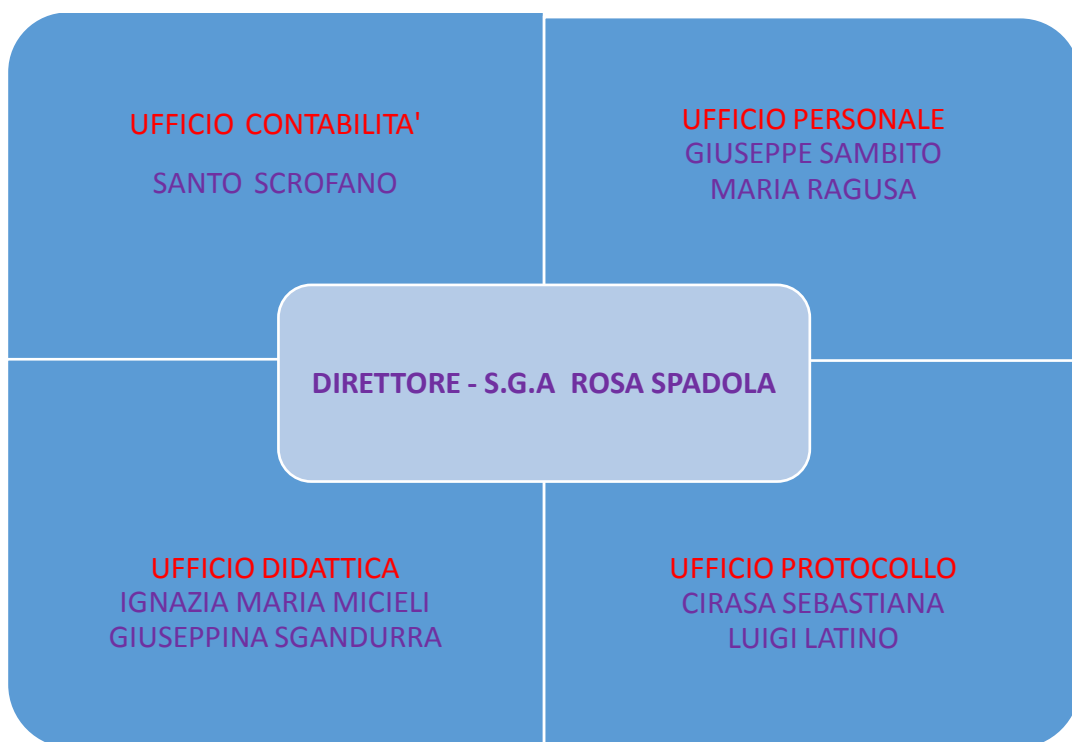 UFFICIO CONTABILITA'
SANTO SCROFANO
UFFICIO PERSONALE
GIUSEPPE SAMBITO
MARIA RAGUSA
DIRETTORE - S.G.A ROSA SPADOLA
UFFICIO DIDATTICA
IGNAZIA MARIA MICIELI
GIUSEPPINA SGANDURRA
UFFICIO PROTOCOLLO
CIRASA SEBASTIANA
LUIGI LATINO